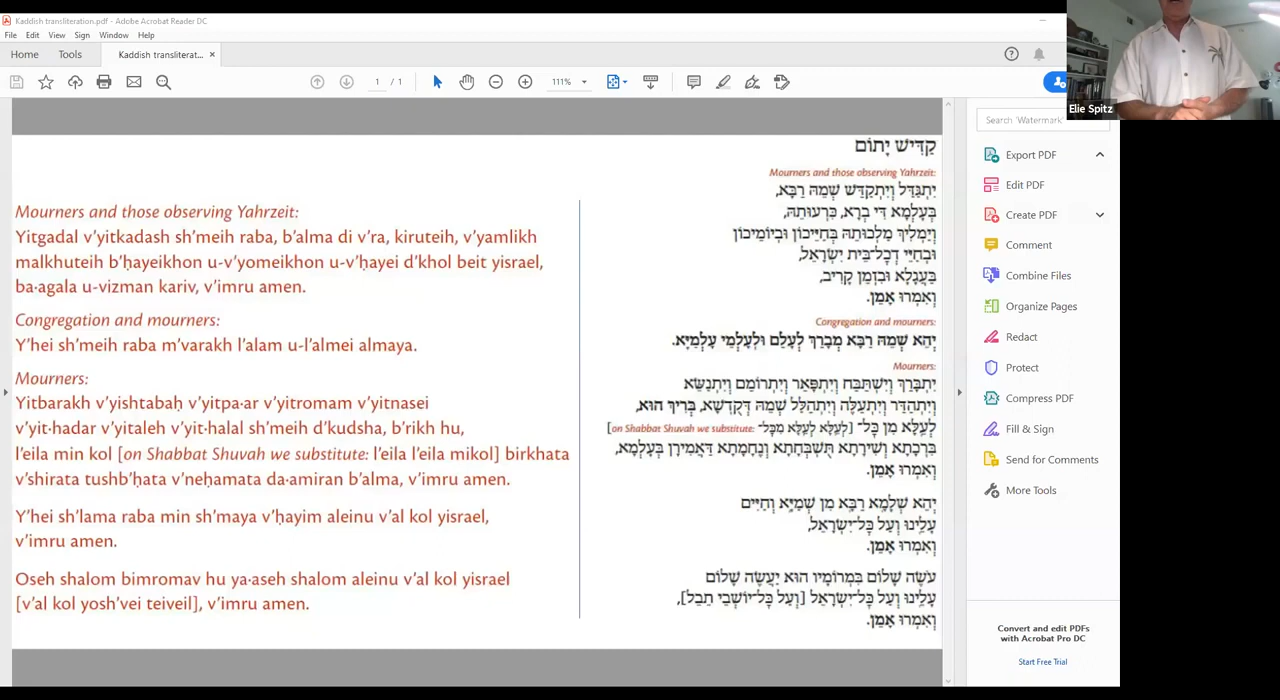 Kaddish transliteration.pdf - Adobe Acrobat Reader DC
File Edit View Sign Window Help
Home Tools Kaddish transliterat... ×
1 / 1 111%
Elie Spitz
Mourners and those observing Yahrzeit:
Yitgadal v’yitkadash sh’meih raba, b’alma di v’ra, kiruteih, v’yamlikh
malkhuteih b’ḥayeikhon u-v’yomeikhon u-v’ḥayei d’khol beit yisrael,
ba·agala u-vizman kariv, v’imru amen.
Congregation and mourners:
Y’hei sh’meih raba m’varakh l’alam u-l’almei almaya.
Mourners:
Yitbarakh v’yishtabaḥ v’yitpa·ar v’yitromam v’yitnasei
v’yit·hadar v’yitaleh v’yit·halal sh’meih d’kudsha, b’rikh hu,
l’eila min kol [on Shabbat Shuvah we substitute: l’eila l’eila mikol] birkhata
v’shirata tushb’ḥata v’neḥamata da·amiran b’alma, v’imru amen.
Y’hei sh’lama raba min sh’maya v’ḥayim aleinu v’al kol yisrael,
v’imru amen.
Oseh shalom bimromav hu ya·aseh shalom aleinu v’al kol yisrael
[v’al kol yosh’vei teiveil], v’imru amen.
קַדִּישׁ יָתוֹם
Mourners and those observing Yahrzeit:
יִתְגַּדַּל וְיִתְקַדַּשׁ שְׁמֵהּ רַבָּא,
בְּעָלְמָא דִּי בְרָא, כִּרְעוּתֵהּ,
וְיַמְלִיךְ מַלְכוּתֵהּ בְּחַיֵּיכוֹן וּבְיוֹמֵיכוֹן
וּבְחַיֵּי דְכָל־בֵּית יִשְׂרָאֵל,
בַּעֲגָלָא וּבִזְמַן קָרִיב,
וְאִמְרוּ אָמֵן.
Congregation and mourners:
יְהֵא שְׁמֵהּ רַבָּא מְבָרַךְ לְעָלַם וּלְעָלְמֵי עָלְמַיָּא.
Mourners:
יִתְבָּרַךְ וְיִשְׁתַּבַּח וְיִתְפָּאַר וְיִתְרוֹמַם וְיִתְנַשֵּׂא
וְיִתְהַדַּר וְיִתְעַלֶּה וְיִתְהַלַּל שְׁמֵהּ דְּקֻדְשָׁא, בְּרִיךְ הוּא,
לְעֵלָּא מִן כָּל־ [לְעֵלָּא לְעֵלָּא מִכָּל־ on Shabbat Shuvah we substitute:]
בִּרְכָתָא וְשִׁירָתָא תֻּשְׁבְּחָתָא וְנֶחָמָתָא דַּאֲמִירָן בְּעָלְמָא,
וְאִמְרוּ אָמֵן.
יְהֵא שְׁלָמָא רַבָּא מִן שְׁמַיָּא וְחַיִּים
עָלֵינוּ וְעַל כָּל־יִשְׂרָאֵל,
וְאִמְרוּ אָמֵן.
עֹשֶׂה שָׁלוֹם בִּמְרוֹמָיו הוּא יַעֲשֶׂה שָׁלוֹם
עָלֵינוּ וְעַל כָּל־יִשְׂרָאֵל [וְעַל כָּל־יוֹשְׁבֵי תֵבֵל],
וְאִמְרוּ אָמֵן.
Search 'Watermark'
Export PDF
Edit PDF
Create PDF
Comment
Combine Files
Organize Pages
Redact
Protect
Compress PDF
Fill & Sign
Send for Comments
More Tools
Convert and edit PDFs
with Acrobat Pro DC
Start Free Trial